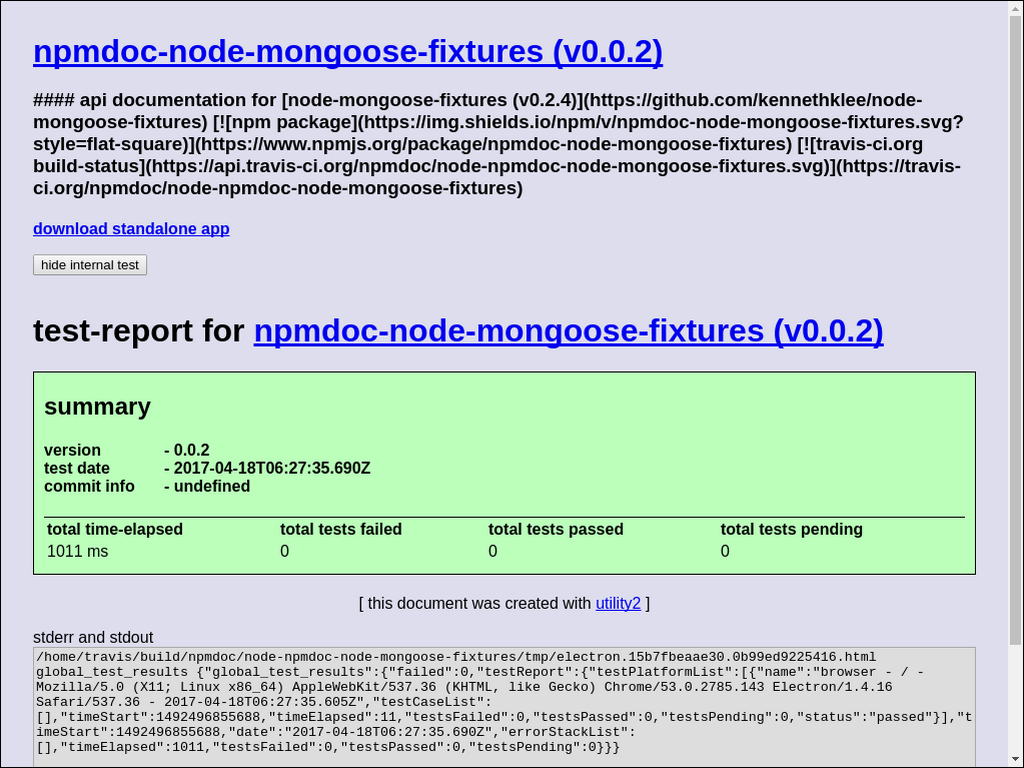 npmdoc-node-mongoose-fixtures (v0.0.2)
#### api documentation for [node-mongoose-fixtures (v0.2.4)](https://github.com/kennethklee/node-
mongoose-fixtures) [![npm package](https://img.shields.io/npm/v/npmdoc-node-mongoose-fixtures.svg?
style=flat-square)](https://www.npmjs.org/package/npmdoc-node-mongoose-fixtures) [![travis-ci.org
build-status](https://api.travis-ci.org/npmdoc/node-npmdoc-node-mongoose-fixtures.svg)](https://travis-
ci.org/npmdoc/node-npmdoc-node-mongoose-fixtures)
download standalone app
hide internal test
test-report for npmdoc-node-mongoose-fixtures (v0.0.2)
summary
version - 0.0.2
test date - 2017-04-18T06:27:35.690Z
commit info - undefined
total time-elapsed total tests failed total tests passed total tests pending
1011 ms 0 0 0
[ this document was created with utility2 ]
stderr and stdout
/home/travis/build/npmdoc/node-npmdoc-node-mongoose-fixtures/tmp/electron.15b7fbeaae30.0b99ed9225416.html
global_test_results {"global_test_results":{"failed":0,"testReport":{"testPlatformList":[{"name":"browser - / -
Mozilla/5.0 (X11; Linux x86_64) AppleWebKit/537.36 (KHTML, like Gecko) Chrome/53.0.2785.143 Electron/1.4.16
Safari/537.36 - 2017-04-18T06:27:35.605Z","testCaseList":
[],"timeStart":1492496855688,"timeElapsed":11,"testsFailed":0,"testsPassed":0,"testsPending":0,"status":"passed"}],"t
imeStart":1492496855688,"date":"2017-04-18T06:27:35.690Z","errorStackList":
[],"timeElapsed":1011,"testsFailed":0,"testsPassed":0,"testsPending":0}}}